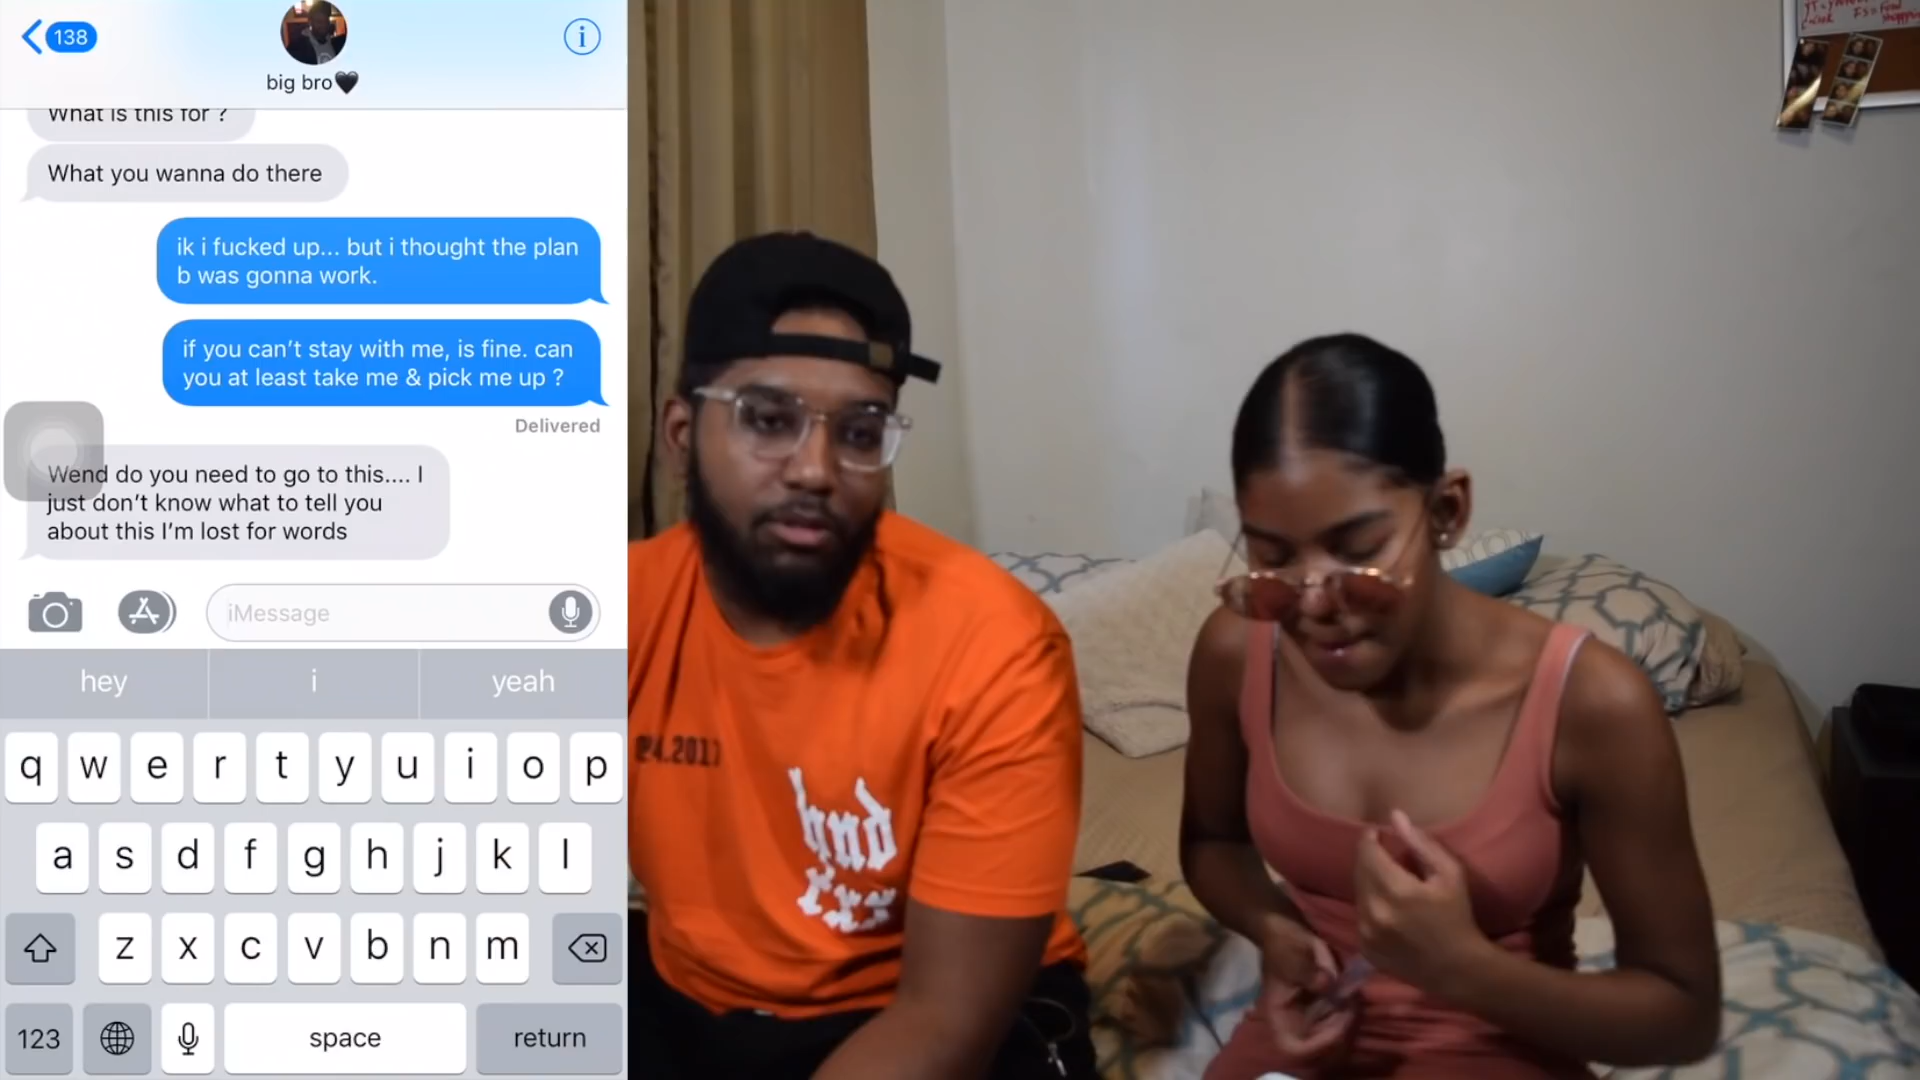 138
big bro🖤
What is this for ?
What you wanna do there
ik i fucked up... but i thought the plan
b was gonna work.
if you can't stay with me, is fine. can
you at least take me & pick me up ?
Delivered
Wend do you need to go to this.... I
just don't know what to tell you
about this I'm lost for words
iMessage
hey i yeah
q w e r t y u i o p
a s d f g h j k l
z x c v b n m
123 space return
hnd
txs